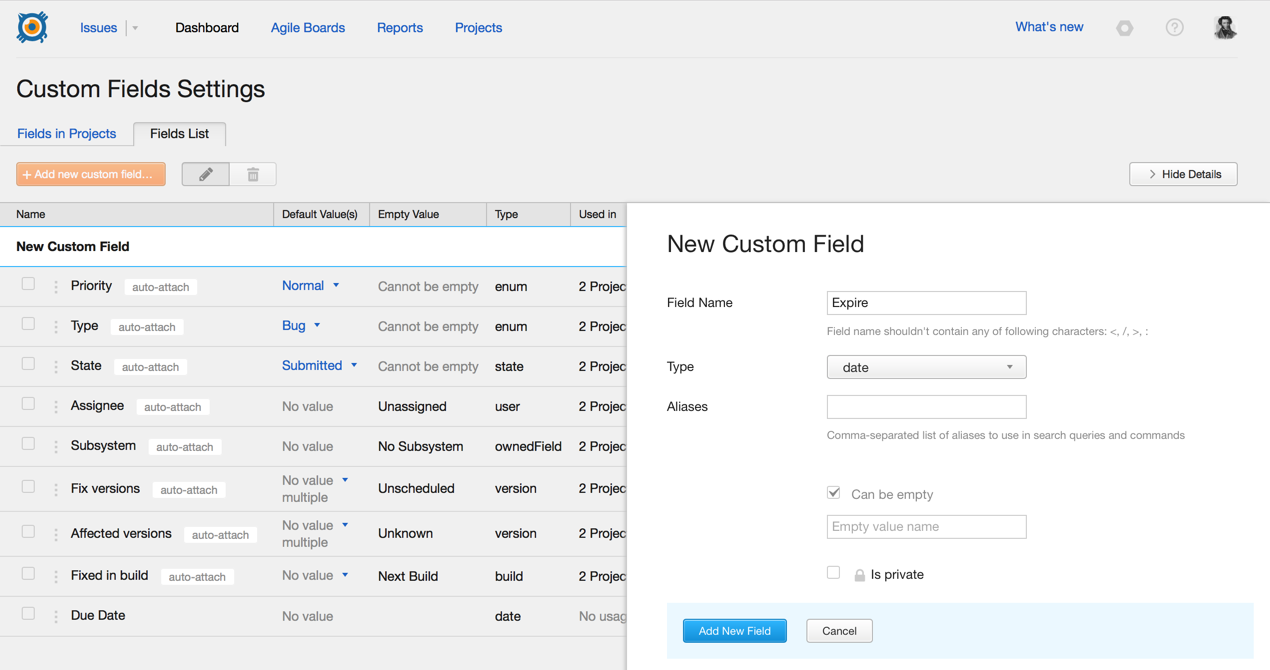 Issues Dashboard Agile Boards Reports Projects What's new
Custom Fields Settings
Fields in Projects Fields List
+ Add new custom field... Hide Details
Name Default Value(s) Empty Value Type Used in
New Custom Field
Priority auto-attach Normal Cannot be empty enum 2 Projec
Type auto-attach Bug Cannot be empty enum 2 Projec
State auto-attach Submitted Cannot be empty state 2 Projec
Assignee auto-attach No value Unassigned user 2 Projec
Subsystem auto-attach No value No Subsystem ownedField 2 Projec
Fix versions auto-attach No value multiple Unscheduled version 2 Projec
Affected versions auto-attach No value multiple Unknown version 2 Projec
Fixed in build auto-attach No value Next Build build 2 Projec
Due Date No value date No usag
New Custom Field
Field Name Expire
Field name shouldn't contain any of following characters: <, /, >, :
Type date
Aliases
Comma-separated list of aliases to use in search queries and commands
Can be empty
Empty value name
Is private
Add New Field Cancel